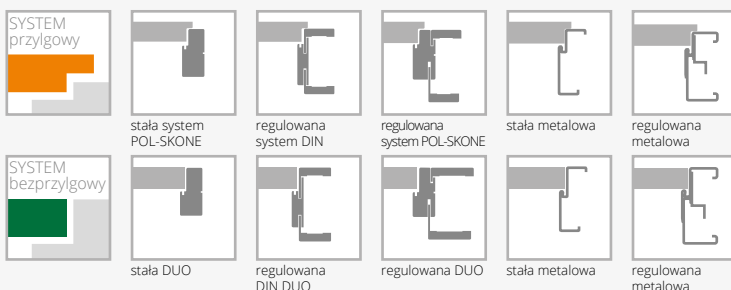 SYSTEM
przylgowy
stała system
POL-SKONE
regulowana
system DIN
regulowana
system POL-SKONE
stała metalowa
regulowana
metalowa
SYSTEM
bezprzylgowy
stała DUO
regulowana
DIN DUO
regulowana DUO
stała metalowa
regulowana
metalowa